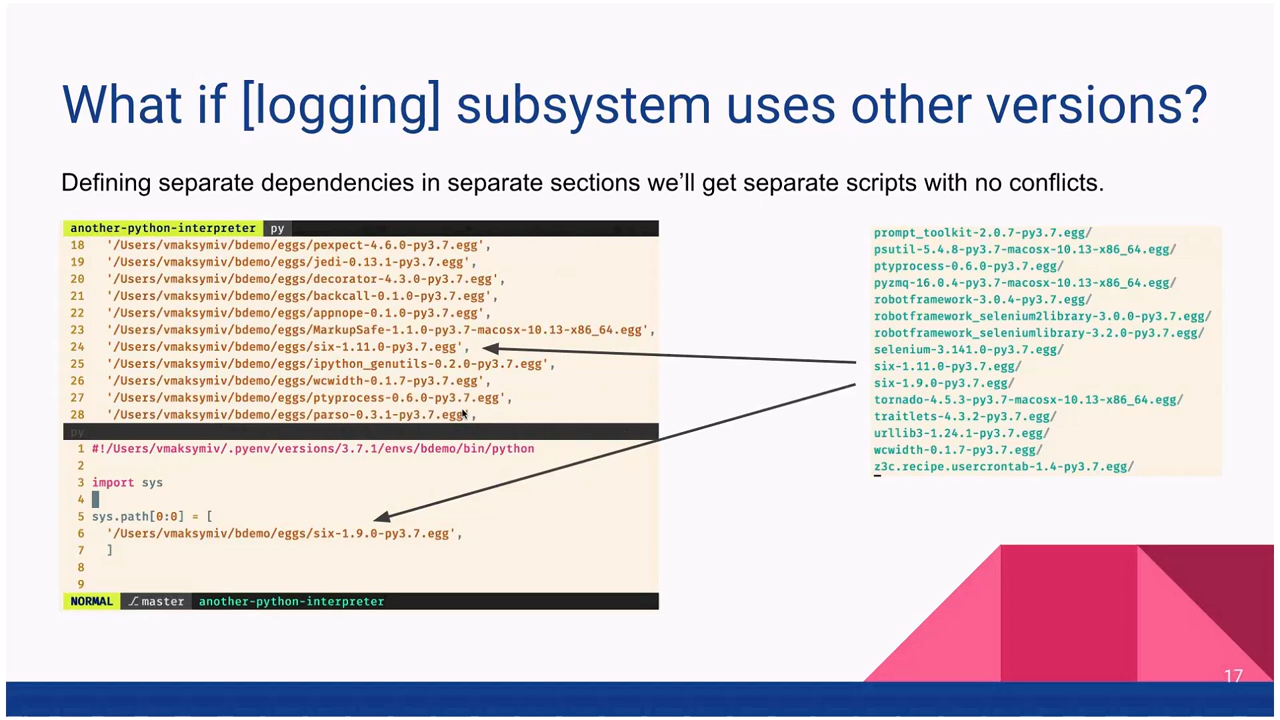 What if [logging] subsystem uses other versions?
Defining separate dependencies in separate sections we'll get separate scripts with no conflicts.
another-python-interpreter py
18 '/Users/vmaksymiv/bdemo/eggs/pexpect-4.6.0-py3.7.egg',
19 '/Users/vmaksymiv/bdemo/eggs/jedi-0.13.1-py3.7.egg',
20 '/Users/vmaksymiv/bdemo/eggs/decorator-4.3.0-py3.7.egg',
21 '/Users/vmaksymiv/bdemo/eggs/backcall-0.1.0-py3.7.egg',
22 '/Users/vmaksymiv/bdemo/eggs/appnope-0.1.0-py3.7.egg',
23 '/Users/vmaksymiv/bdemo/eggs/MarkupSafe-1.1.0-py3.7-macosx-10.13-x86_64.egg',
24 '/Users/vmaksymiv/bdemo/eggs/six-1.11.0-py3.7.egg',
25 '/Users/vmaksymiv/bdemo/eggs/ipython_genutils-0.2.0-py3.7.egg',
26 '/Users/vmaksymiv/bdemo/eggs/wcwidth-0.1.7-py3.7.egg',
27 '/Users/vmaksymiv/bdemo/eggs/ptyprocess-0.6.0-py3.7.egg',
28 '/Users/vmaksymiv/bdemo/eggs/parso-0.3.1-py3.7.egg',
py
1 #!/Users/vmaksymiv/.pyenv/versions/3.7.1/envs/bdemo/bin/python
2
3 import sys
4
5 sys.path[0:0] = [
6 '/Users/vmaksymiv/bdemo/eggs/six-1.9.0-py3.7.egg',
7 ]
8
9
NORMAL master another-python-interpreter
prompt_toolkit-2.0.7-py3.7.egg/
psutil-5.4.8-py3.7-macosx-10.13-x86_64.egg/
ptyprocess-0.6.0-py3.7.egg/
pyzmq-16.0.4-py3.7-macosx-10.13-x86_64.egg/
robotframework-3.0.4-py3.7.egg/
robotframework_selenium2library-3.0.0-py3.7.egg/
robotframework_seleniumlibrary-3.2.0-py3.7.egg/
selenium-3.141.0-py3.7.egg/
six-1.11.0-py3.7.egg/
six-1.9.0-py3.7.egg/
tornado-4.5.3-py3.7-macosx-10.13-x86_64.egg/
traitlets-4.3.2-py3.7.egg/
urllib3-1.24.1-py3.7.egg/
wcwidth-0.1.7-py3.7.egg/
z3c.recipe.usercrontab-1.4-py3.7.egg/
17